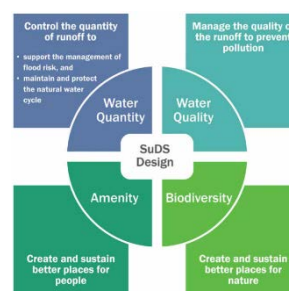 Control the quantity
of runoff to
• support the management of
flood risk, and
• maintain and protect
the natural water
cycle
Manage the quality of
the runoff to prevent
pollution
Water
Quantity
Water
Quality
SuDS
Design
Amenity
Biodiversity
Create and sustain
better places for
people
Create and sustain
better places for
nature